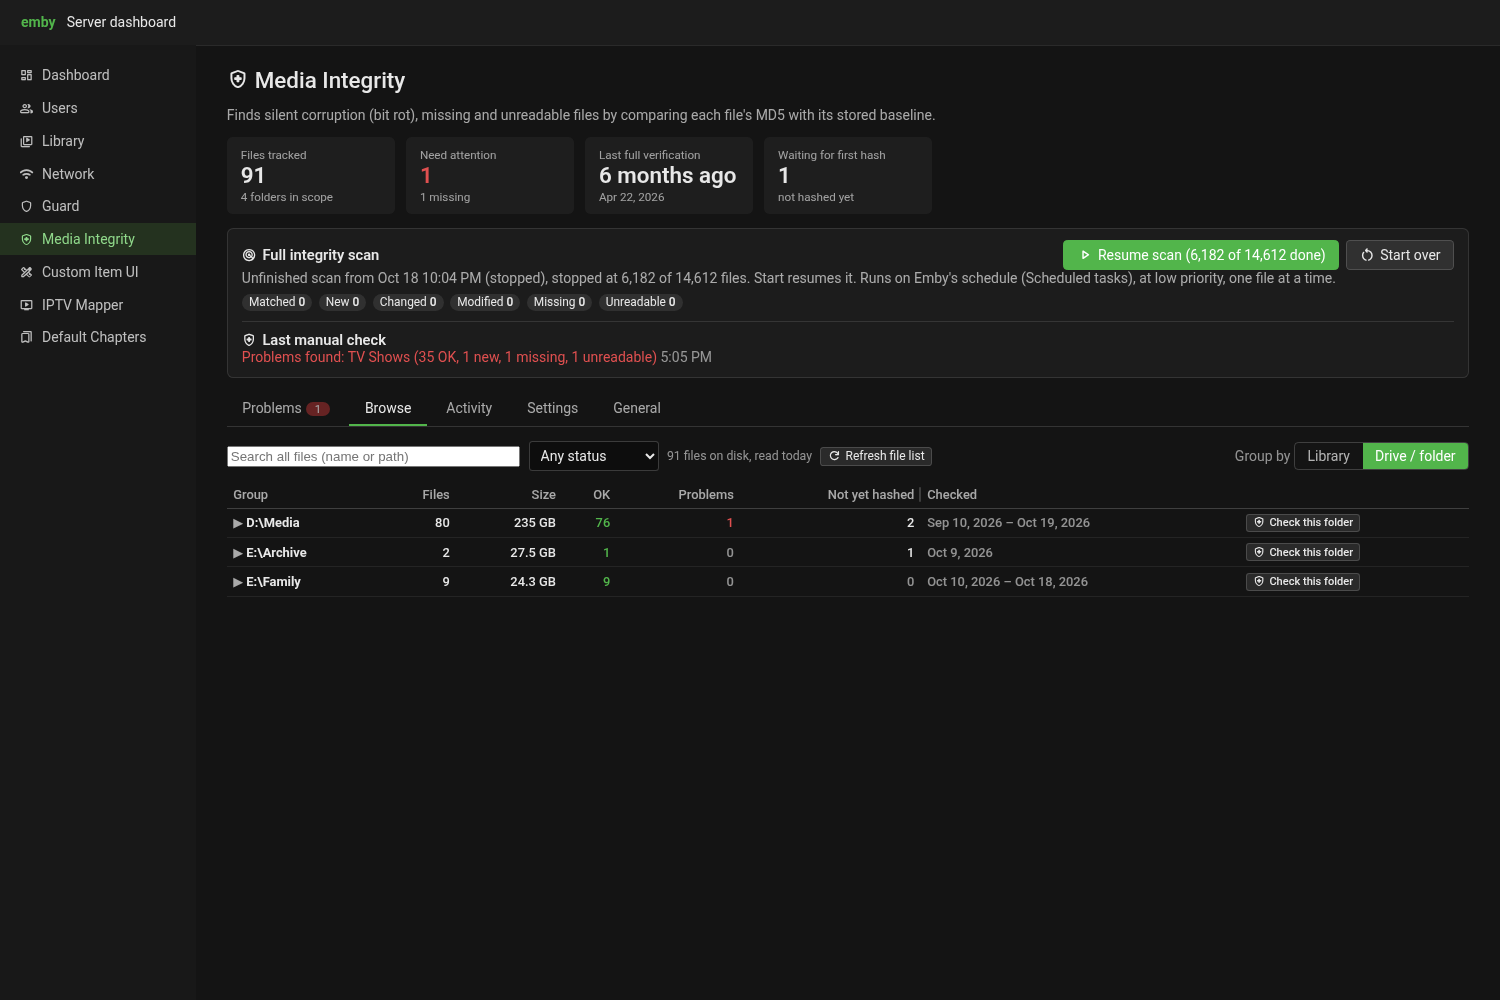 emby Server dashboard
Dashboard
Users
Library
Network
Guard
Media Integrity
Custom Item UI
IPTV Mapper
Default Chapters
Media Integrity
Finds silent corruption (bit rot), missing and unreadable files by comparing each file's MD5 with its stored baseline.
Files tracked
91
4 folders in scope
Need attention
1
1 missing
Last full verification
6 months ago
Apr 22, 2026
Waiting for first hash
1
not hashed yet
Full integrity scan
Resume scan (6,182 of 14,612 done) Start over
Unfinished scan from Oct 18 10:04 PM (stopped), stopped at 6,182 of 14,612 files. Start resumes it. Runs on Emby's schedule (Scheduled tasks), at low priority, one file at a time.
Matched 0 New 0 Changed 0 Modified 0 Missing 0 Unreadable 0
Last manual check
Problems found: TV Shows (35 OK, 1 new, 1 missing, 1 unreadable) 5:05 PM
Problems 1 Browse Activity Settings General
Search all files (name or path) Any status 91 files on disk, read today Refresh file list Group by Library Drive / folder
Group Files Size OK Problems Not yet hashed Checked
▶ D:\Media 80 235 GB 76 1 2 Sep 10, 2026 – Oct 19, 2026 Check this folder
▶ E:\Archive 2 27.5 GB 1 0 1 Oct 9, 2026 Check this folder
▶ E:\Family 9 24.3 GB 9 0 0 Oct 10, 2026 – Oct 18, 2026 Check this folder